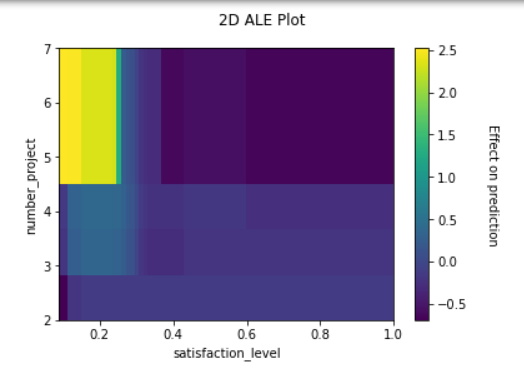 2D ALE Plot
7
6
5
4
3
2
number_project
0.2 0.4 0.6 0.8 1.0
satisfaction_level
2.5
2.0
1.5
1.0
0.5
0.0
−0.5
Effect on prediction